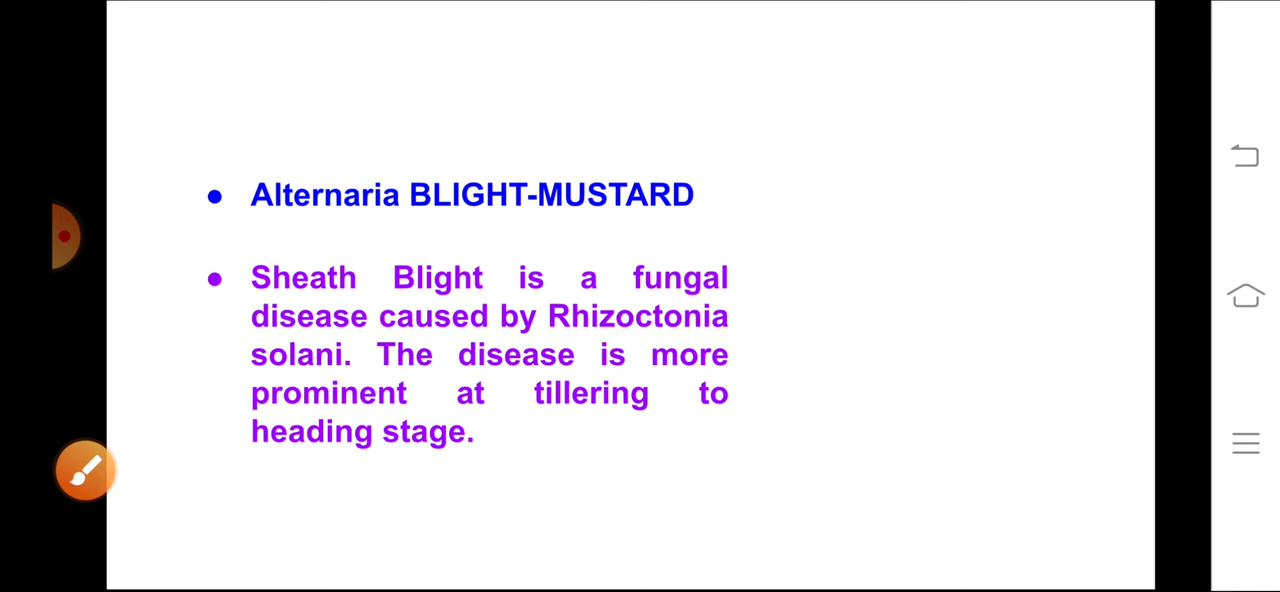 Alternaria BLIGHT-MUSTARD
Sheath Blight is a fungal
disease caused by Rhizoctonia
solani. The disease is more
prominent at tillering to
heading stage.